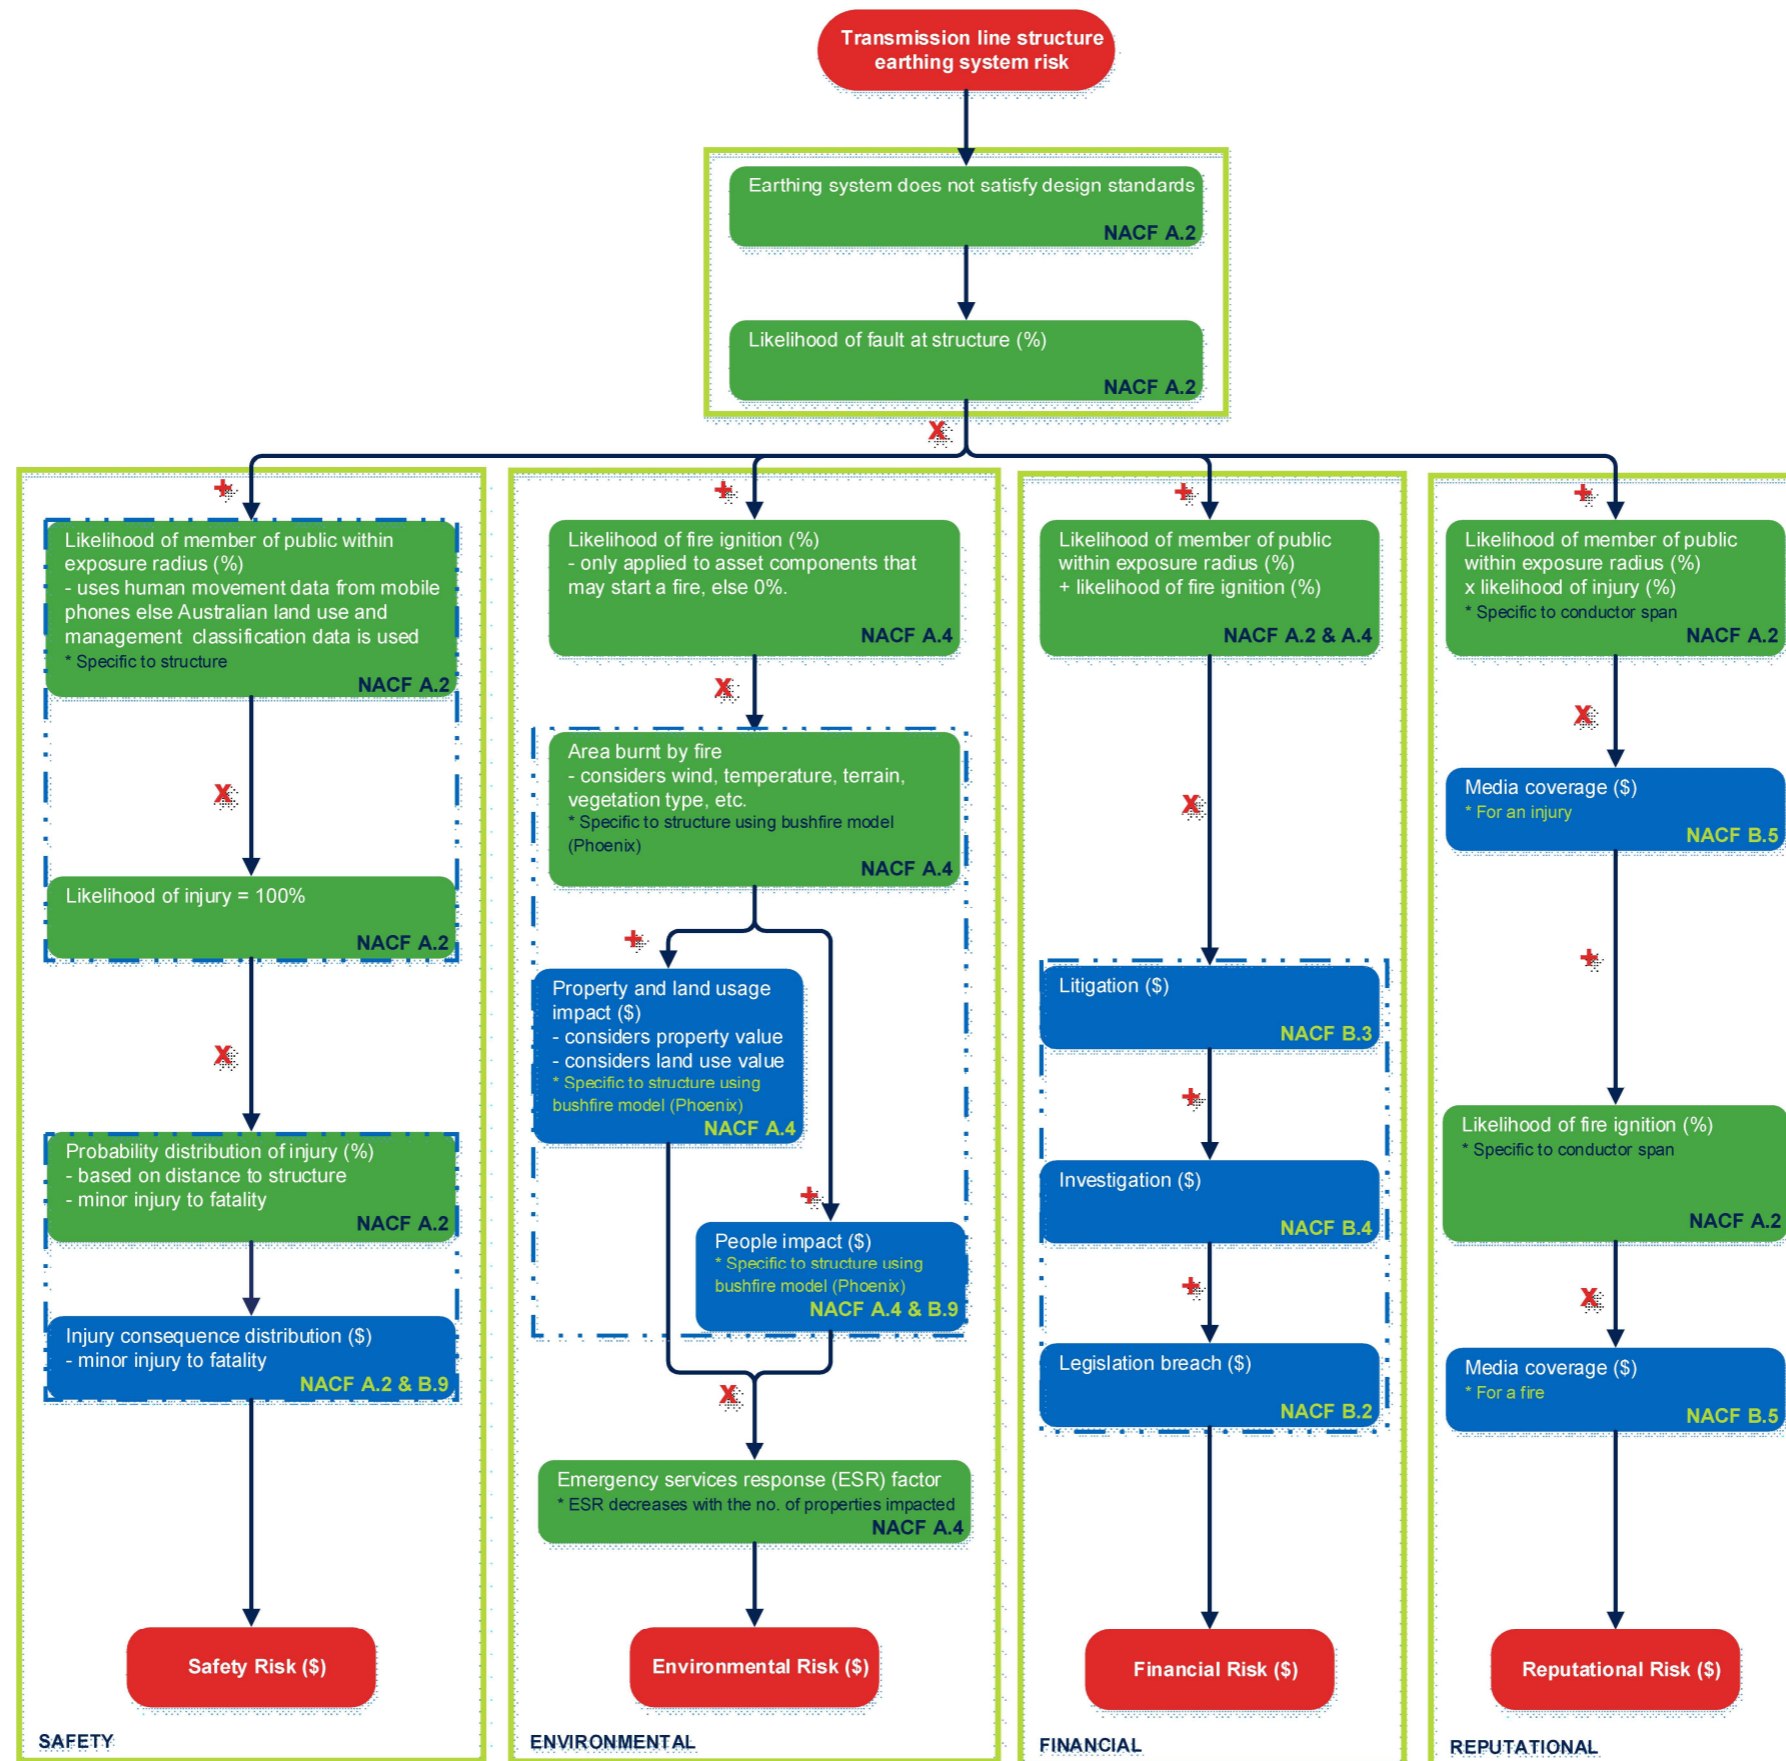 Transmission line structure
earthing system risk
Earthing system does not satisfy design standards
NACF A.2
Likelihood of fault at structure (%)
NACF A.2
x
+
Likelihood of member of public within
exposure radius (%)
- uses human movement data from mobile
phones else Australian land use and
management classification data is used
* Specific to structure
NACF A.2
x
Likelihood of injury = 100%
NACF A.2
x
Probability distribution of injury (%)
- based on distance to structure
- minor injury to fatality
NACF A.2
Injury consequence distribution ($)
- minor injury to fatality
NACF A.2 & B.9
Safety Risk ($)
SAFETY
+
Likelihood of fire ignition (%)
- only applied to asset components that
may start a fire, else 0%.
NACF A.4
x
Area burnt by fire
- considers wind, temperature, terrain,
vegetation type, etc.
* Specific to structure using bushfire model
(Phoenix)
NACF A.4
+
Property and land usage
impact ($)
- considers property value
- considers land use value
* Specific to structure using
bushfire model (Phoenix)
NACF A.4
+
People impact ($)
* Specific to structure using
bushfire model (Phoenix)
NACF A.4 & B.9
x
Emergency services response (ESR) factor
* ESR decreases with the no. of properties impacted
NACF A.4
Environmental Risk ($)
ENVIRONMENTAL
+
Likelihood of member of public
within exposure radius (%)
+ likelihood of fire ignition (%)
NACF A.2 & A.4
x
Litigation ($)
NACF B.3
+
Investigation ($)
NACF B.4
+
Legislation breach ($)
NACF B.2
Financial Risk ($)
FINANCIAL
+
Likelihood of member of public
within exposure radius (%)
x likelihood of injury (%)
* Specific to conductor span
NACF A.2
x
Media coverage ($)
* For an injury
NACF B.5
+
Likelihood of fire ignition (%)
* Specific to conductor span
NACF A.2
x
Media coverage ($)
* For a fire
NACF B.5
Reputational Risk ($)
REPUTATIONAL